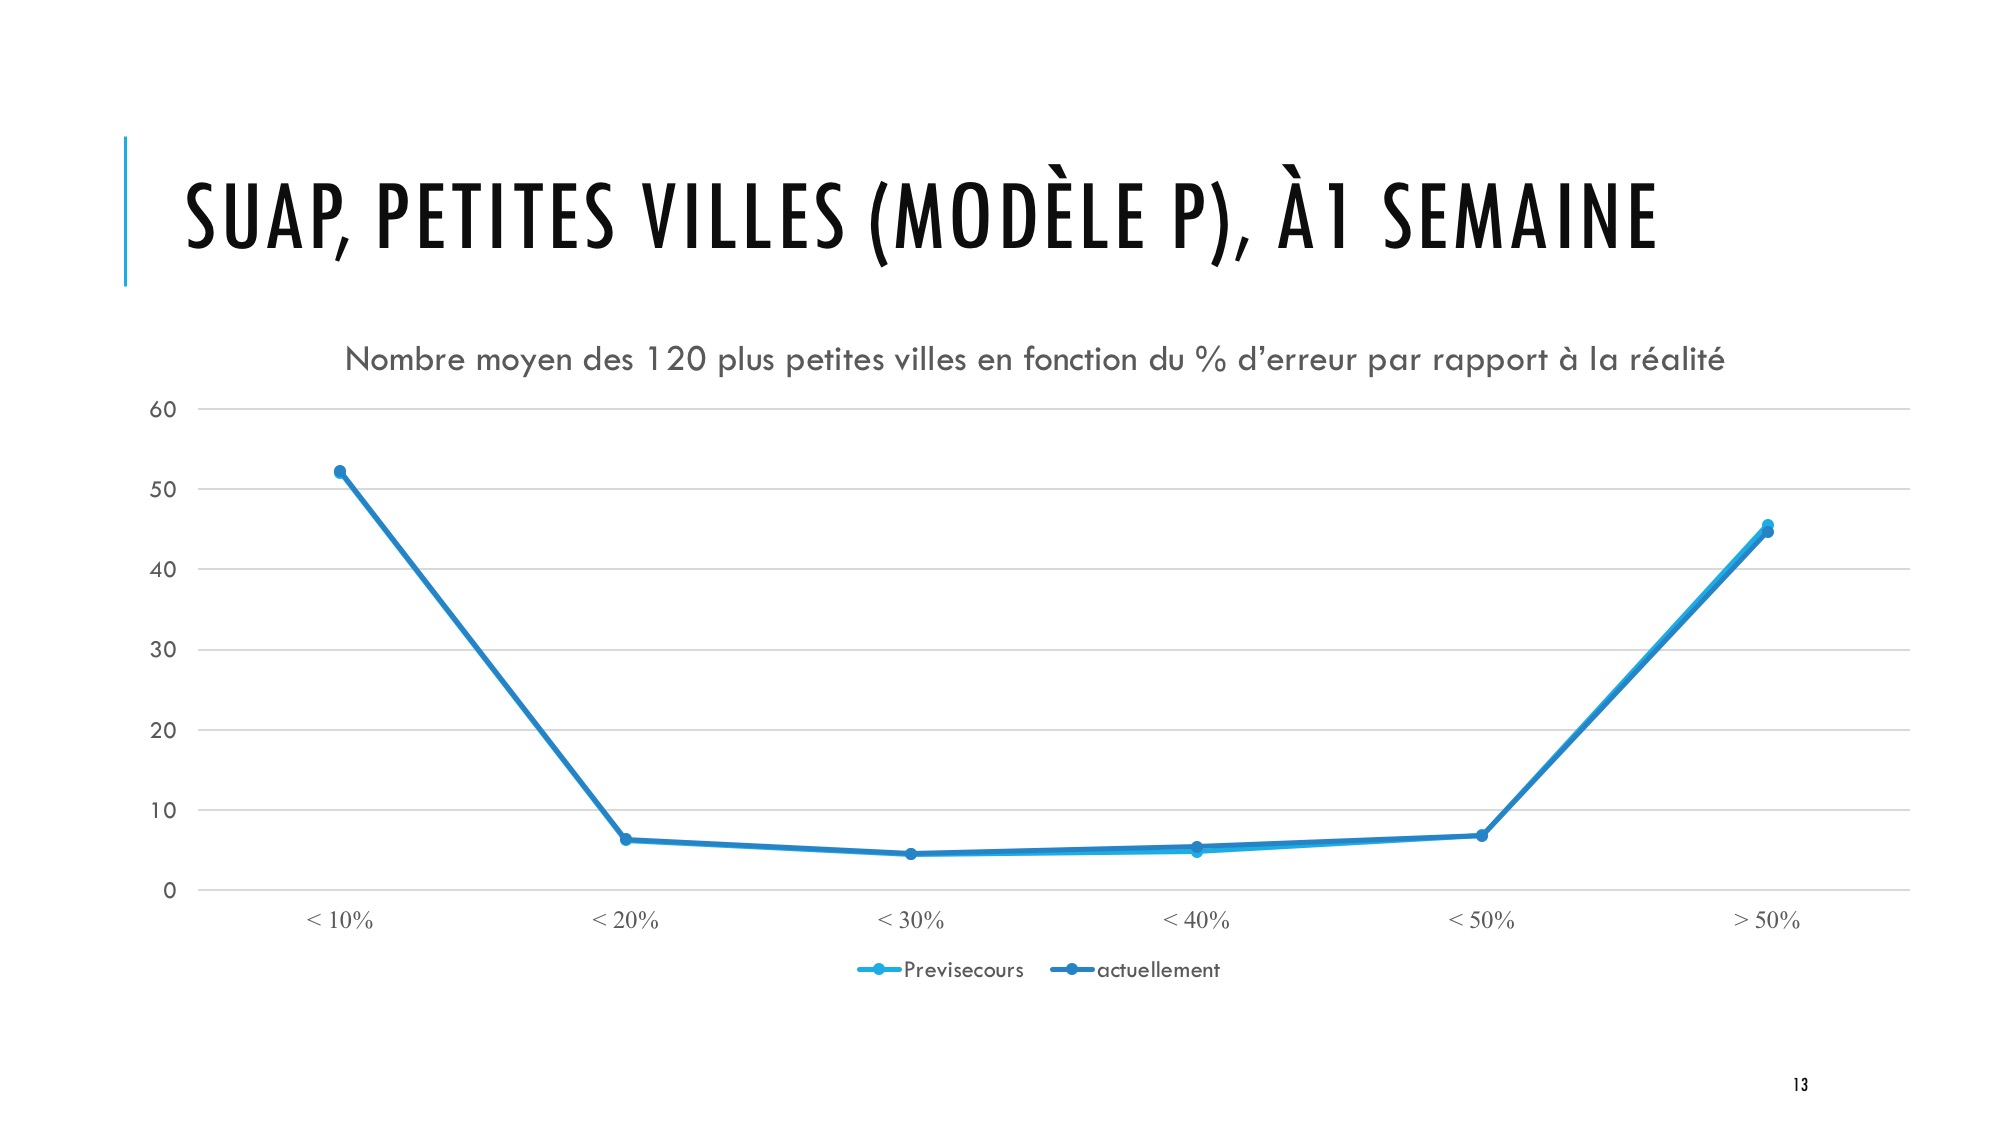 SUAP, PETITES VILLES (MODÈLE P), À1 SEMAINE
Nombre moyen des 120 plus petites villes en fonction du % d’erreur par rapport à la réalité
60
50
40
30
20
10
0
< 10% < 20% < 30% < 40% < 50% > 50%
Previsecours actuellement
13